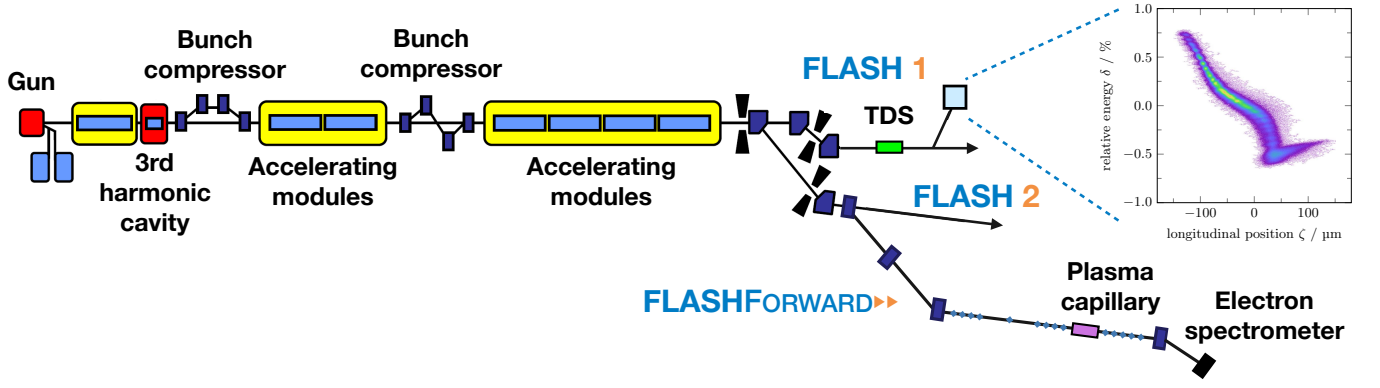 Gun
3rd
harmonic
cavity
Bunch
compressor
Accelerating
modules
Bunch
compressor
Accelerating
modules
FLASH 1
TDS
FLASH 2
FLASHFORWARD
Plasma
capillary
Electron
spectrometer
relative energy δ / %
1.0
0.5
0.0
−0.5
−1.0
−100 0 100
longitudinal position ζ / µm